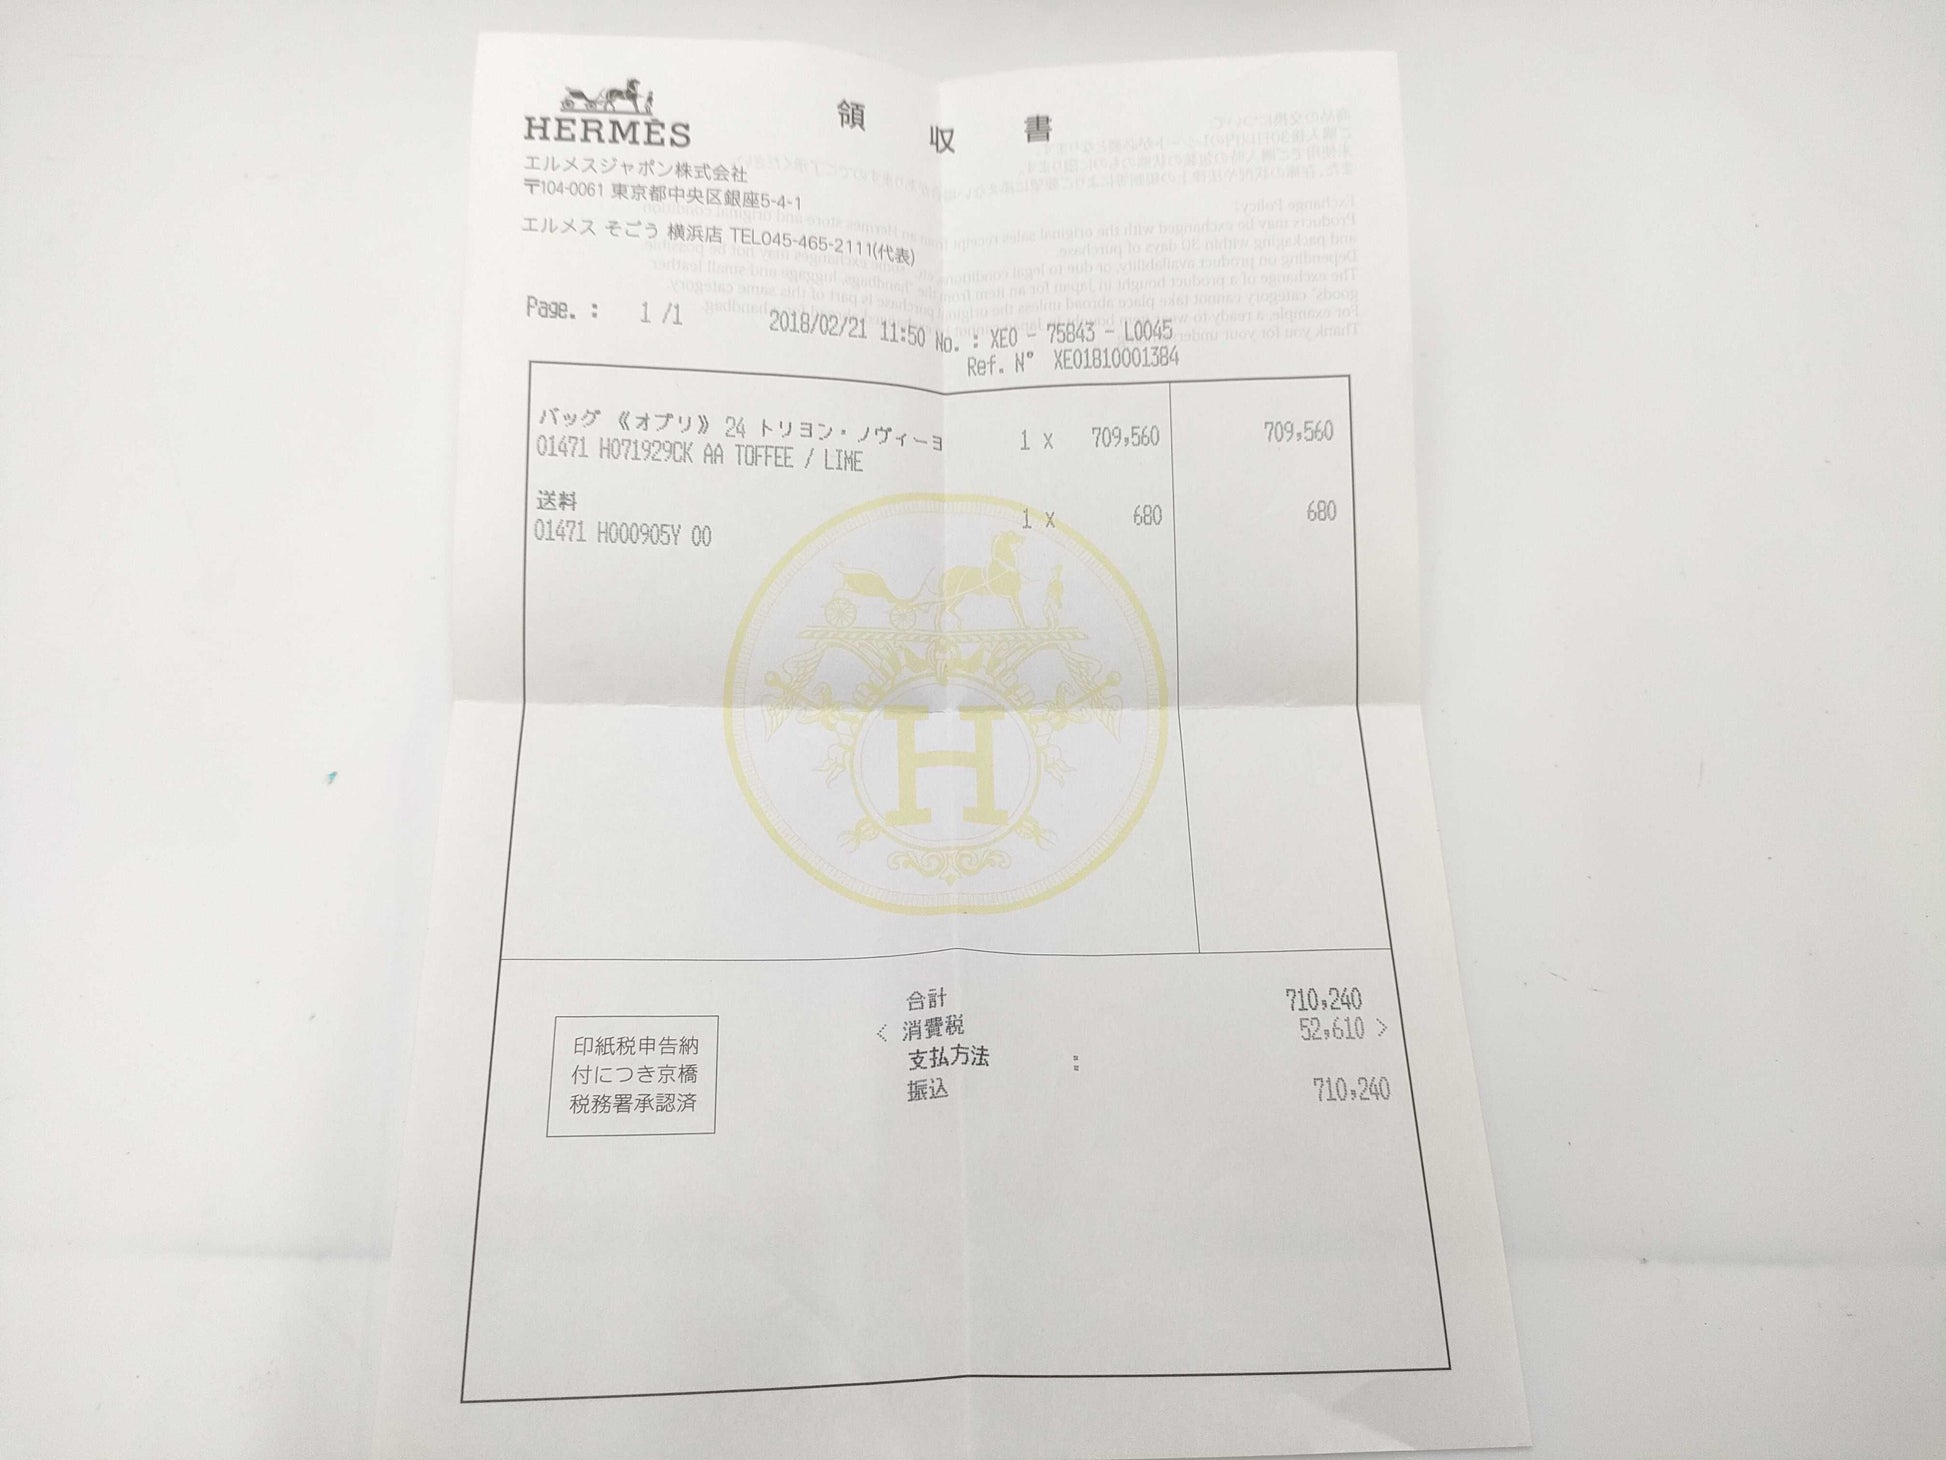 HERMÈS
領収書
エルメスジャポン株式会社
〒104-0061 東京都中央区銀座5-4-1
エルメス そごう 横浜店 TEL045-465-2111(代表)
Page. : 1 /1 2018/02/21 11:50 No. : XEO - 75843 - L0045
Ref. N° XEO1810001384
バッグ 《オプリ》 24 トリヨン・ノヴィーヨ 1 X 709,560 709,560
01471 H071929CK AA TOFFEE / LIME
送料 1 X 680 680
01471 H000905Y 00
H
合計 710,240
< 消費税 52,610 >
支払方法 :
振込 710,240
印紙税申告納
付につき京橋
税務署承認済